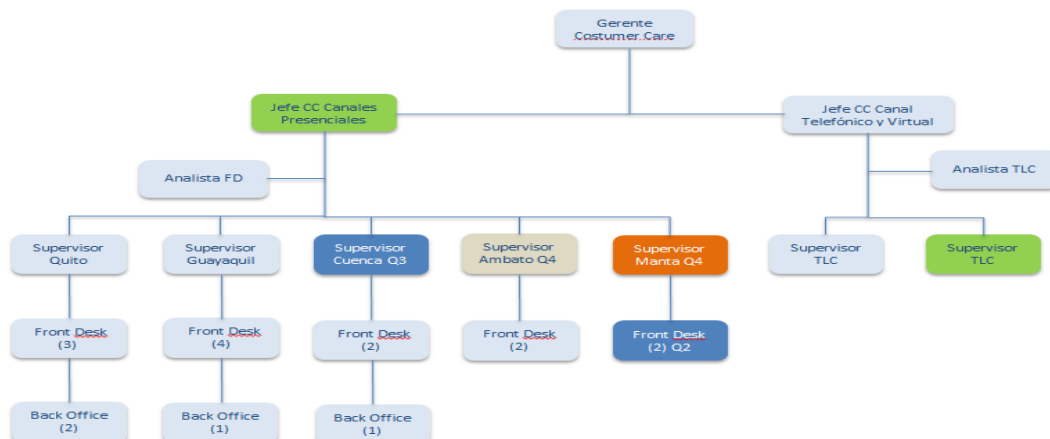 Gerente
Costumer Care
Jefe CC Canales
Presenciales
Jefe CC Canal
Telefónico y Virtual
Analista FD
Analista TLC
Supervisor
Quito
Supervisor
Guayaquil
Supervisor
Cuenca Q3
Supervisor
Ambato Q4
Supervisor
Manta Q4
Supervisor
TLC
Supervisor
TLC
Front Desk
(3)
Front Desk
(4)
Front Desk
(2)
Front Desk
(2)
Front Desk
(2) Q2
Back Office
(2)
Back Office
(1)
Back Office
(1)